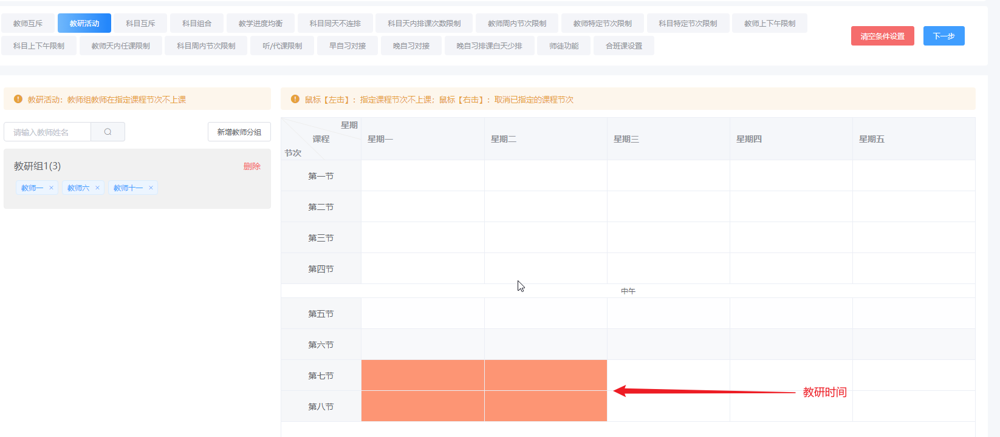 教师互斥 教研活动 科目互斥 科目组合 教学进度均衡 科目同天不连排 科目天内排课次数限制 教师周内节次限制 教师特定节次限制 科目特定节次限制 教师上下午限制
科目上下午限制 教师天内任课限制 科目周内节次限制 听/代课限制 早自习对接 晚自习对接 晚自习排课白天少排 师徒功能 合班课设置
清空条件设置 下一步
教研活动：教师组教师在指定课程节次不上课
请输入教师姓名 新增教师分组
教研组1(3) 删除
教师一 × 教师六 × 教师十一 ×
鼠标【左击】：指定课程节次不上课；鼠标【右击】：取消已指定的课程节次
星期
课程
节次
星期一 星期二 星期三 星期四 星期五
第一节
第二节
第三节
第四节
中午
第五节
第六节
第七节
教研时间
第八节